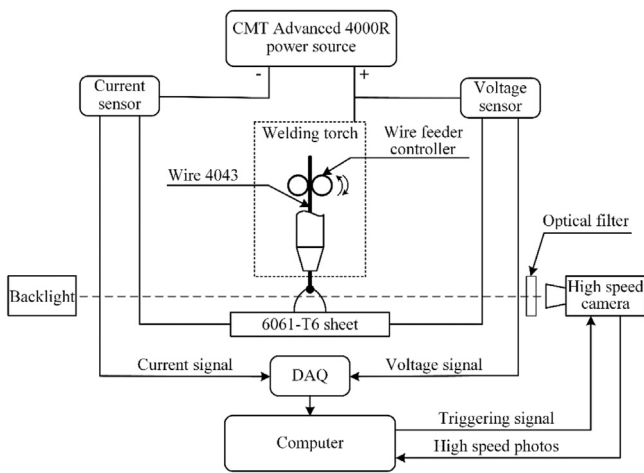 CMT Advanced 4000R
power source
-
+
Current
sensor
Voltage
sensor
Welding torch
Wire feeder
controller
Wire 4043
Optical filter
Backlight
High speed
camera
6061-T6 sheet
Current signal
DAQ
Voltage signal
Triggering signal
Computer
High speed photos